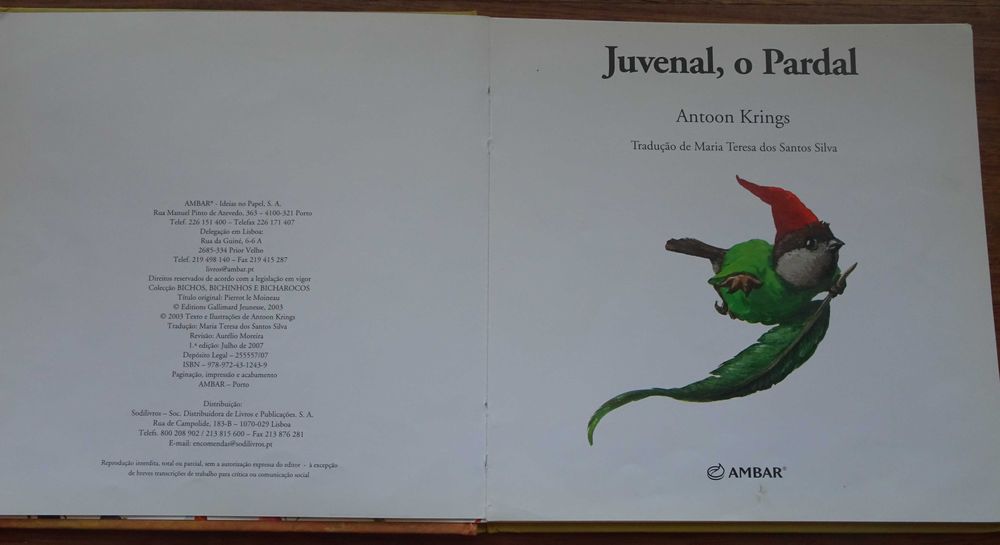 AMBAR® - Ideias no Papel, S. A.
Rua Manuel Pinto de Azevedo, 363 – 4100-321 Porto
Telef. 226 151 400 – Telefax 226 171 407
Delegação em Lisboa:
Rua da Guiné, 6-6 A
2685-334 Prior Velho
Telef. 219 498 140 – Fax 219 415 287
livros@ambar.pt
Direitos reservados de acordo com a legislação em vigor
Colecção BICHOS, BICHINHOS E BICHAROCOS
Título original: Pierrot le Moineau
© Editions Gallimard Jeunesse, 2003
© 2003 Texto e Ilustrações de Antoon Krings
Tradução: Maria Teresa dos Santos Silva
Revisão: Aurélio Moreira
1.ª edição: Julho de 2007
Depósito Legal – 255557/07
ISBN – 978-972-43-1243-9
Paginação, impressão e acabamento
AMBAR – Porto
Distribuição:
Sodilivros – Soc. Distribuidora de Livros e Publicações. S. A.
Rua de Campolide, 183-B – 1070-029 Lisboa
Telefs. 800 208 902 / 213 815 600 – Fax 213 876 281
E-mail: encomendas@sodilivros.pt
Reprodução interdita, total ou parcial, sem a autorização expressa do editor - à excepção
de breves transcrições de trabalho para crítica ou comunicação social
Juvenal, o Pardal
Antoon Krings
Tradução de Maria Teresa dos Santos Silva
AMBAR®